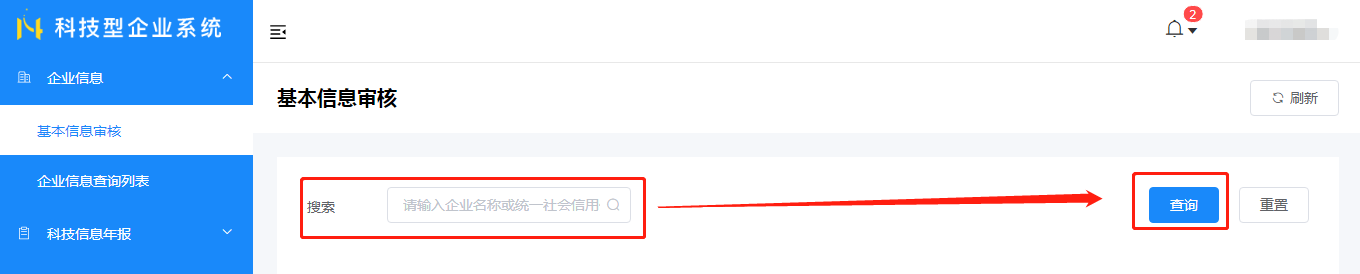 科技型企业系统
2
企业信息
基本信息审核
刷新
基本信息审核
企业信息查询列表
搜索
请输入企业名称或统一社会信用
查询
重置
科技信息年报